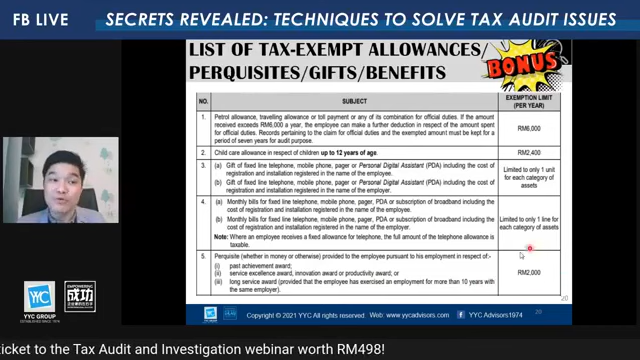 FB LIVE
SECRETS REVEALED: TECHNIQUES TO SOLVE TAX AUDIT ISSUES
LIST OF TAX-EXEMPT ALLOWANCES/
PERQUISITES/GIFTS/BENEFITS
BONUS
NO.
SUBJECT
EXEMPTION LIMIT
(PER YEAR)
1.
Petrol allowance, travelling allowance or toll payment or any of its combination for official duties. If the amount
received exceeds RM6,000 a year, the employee can make a further deduction in respect of the amount spent
for official duties. Records pertaining to the claim for official duties and the exempted amount must be kept for a
period of seven years for audit purpose.
RM6,000
2.
Child care allowance in respect of children up to 12 years of age.
RM2,400
3.
(a) Gift of fixed line telephone, mobile phone, pager or Personal Digital Assistant (PDA) including the cost of
registration and installation registered in the name of the employee.
(b) Gift of fixed line telephone, mobile phone, pager or Personal Digital Assistant (PDA) including the cost of
registration and installation registered in the name of the employer.
Limited to only 1 unit
for each category of
assets
4.
(a) Monthly bills for fixed line telephone, mobile phone, pager, PDA or subscription of broadband including the
cost of registration and installation registered in the name of the employee.
(b) Monthly bills for fixed line telephone, mobile phone, pager, PDA or subscription of broadband including the
cost of registration and installation registered in the name of the employer.
Note: Where an employee receives a fixed allowance for telephone, the full amount of the telephone allowance is
taxable.
Limited to only 1 line for
each category of assets
5.
Perquisite (whether in money or otherwise) provided to the employee pursuant to his employment in respect of:-
(i) past achievement award;
(ii) service excellence award, innovation award or productivity award; or
(iii) long service award (provided that the employee has exercised an employment for more than 10 years with
the same employer).
RM2,000
20
YYC
YYC GROUP
成功
YYC
Copyright © 2021 YYC All rights reserved.
Web: www.yycadvisors.com
YYC Advisors1974
20
icket to the Tax Audit and Investigation webinar worth RM498!